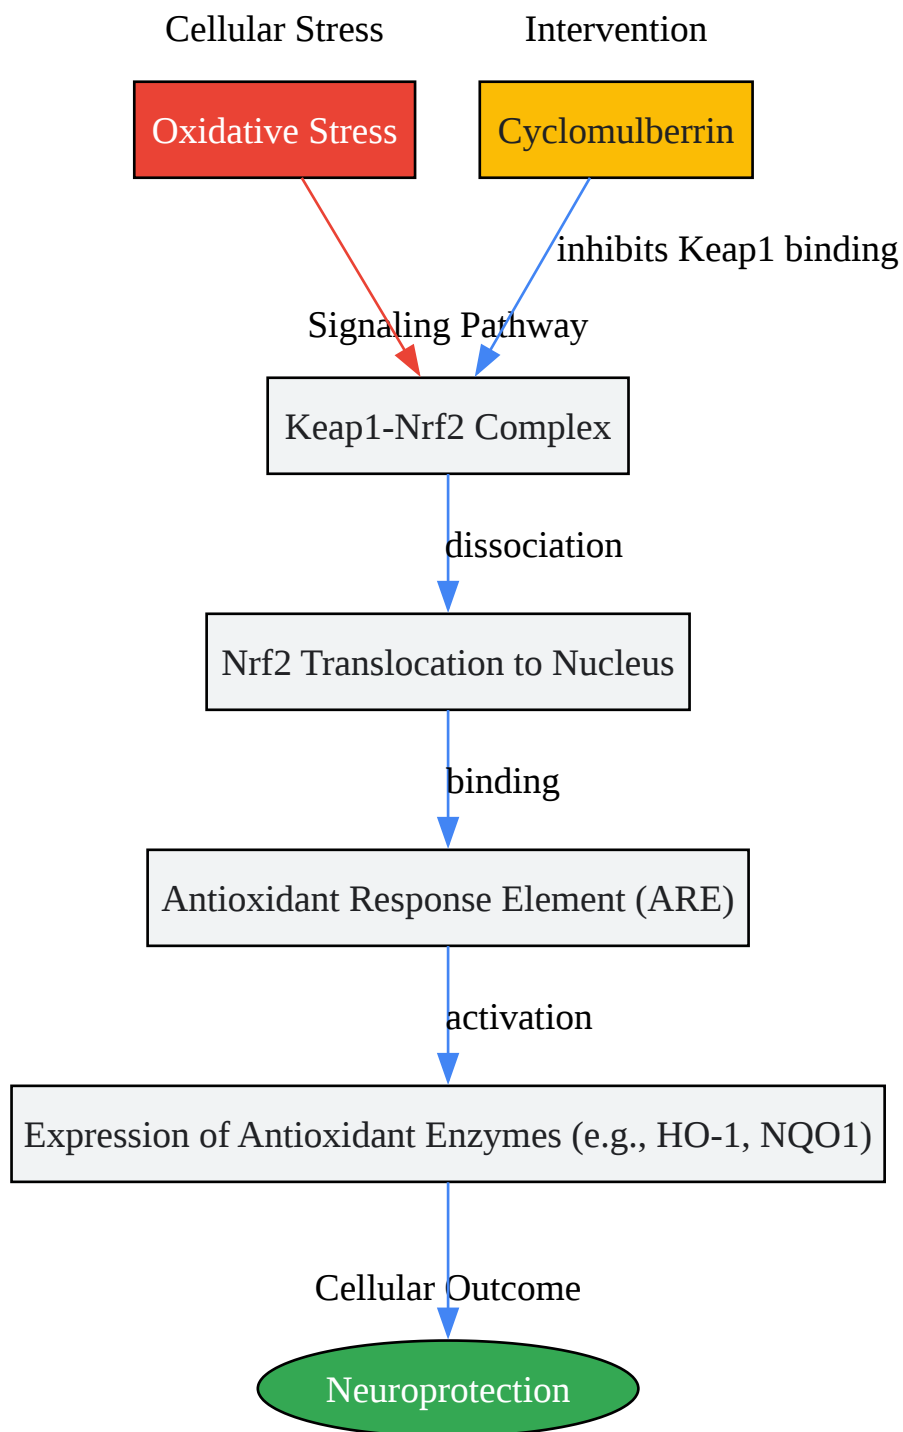 Cellular Stress
Intervention
Oxidative Stress
Cyclomulberrin
inhibits Keap1 binding
Signaling Pathway
Keap1-Nrf2 Complex
dissociation
Nrf2 Translocation to Nucleus
binding
Antioxidant Response Element (ARE)
activation
Expression of Antioxidant Enzymes (e.g., HO-1, NQO1)
Cellular Outcome
Neuroprotection